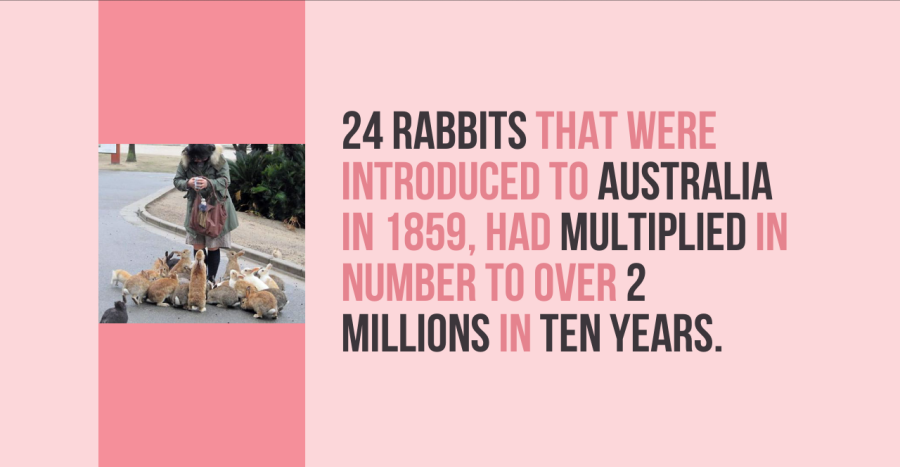 24 RABBITS THAT WERE
INTRODUCED TO AUSTRALIA
IN 1859, HAD MULTIPLIED IN
NUMBER TO OVER 2
MILLIONS IN TEN YEARS.